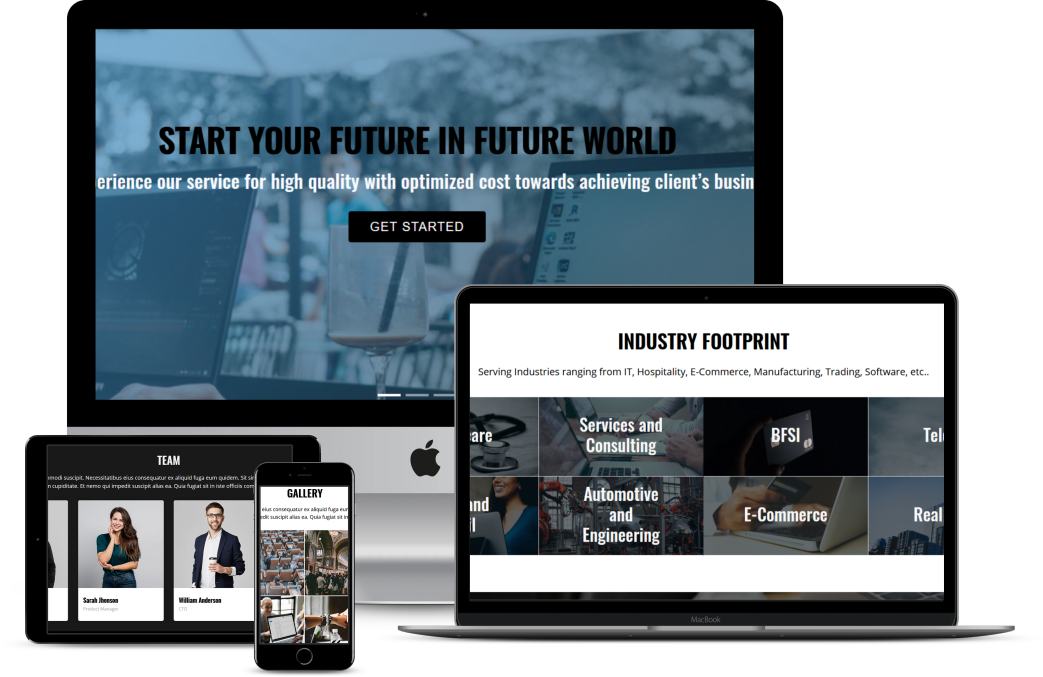 START YOUR FUTURE IN FUTURE WORLD
erience our service for high quality with optimized cost towards achieving client's busin
GET STARTED
INDUSTRY FOOTPRINT
Serving Industries ranging from IT, Hospitality, E-Commerce, Manufacturing, Trading, Software, etc..
are
Services and
Consulting
BFSI
Tel
nd
Automotive
and
Engineering
E-Commerce
Real
MacBook
TEAM
modi suscipit. Necessitatibus eius consequatur ex aliquid fuga eum quidem. Sit sin
n cupiditate. Et nemo qui impedit suscipit alias ea. Quia fugiat sit in iste officiis com
Sarah Jhonson
Product Manager
William Anderson
CTO
GALLERY
eius consequatur ex aliquid fuga eum
edit suscipit alias ea. Quia fugiat sit in